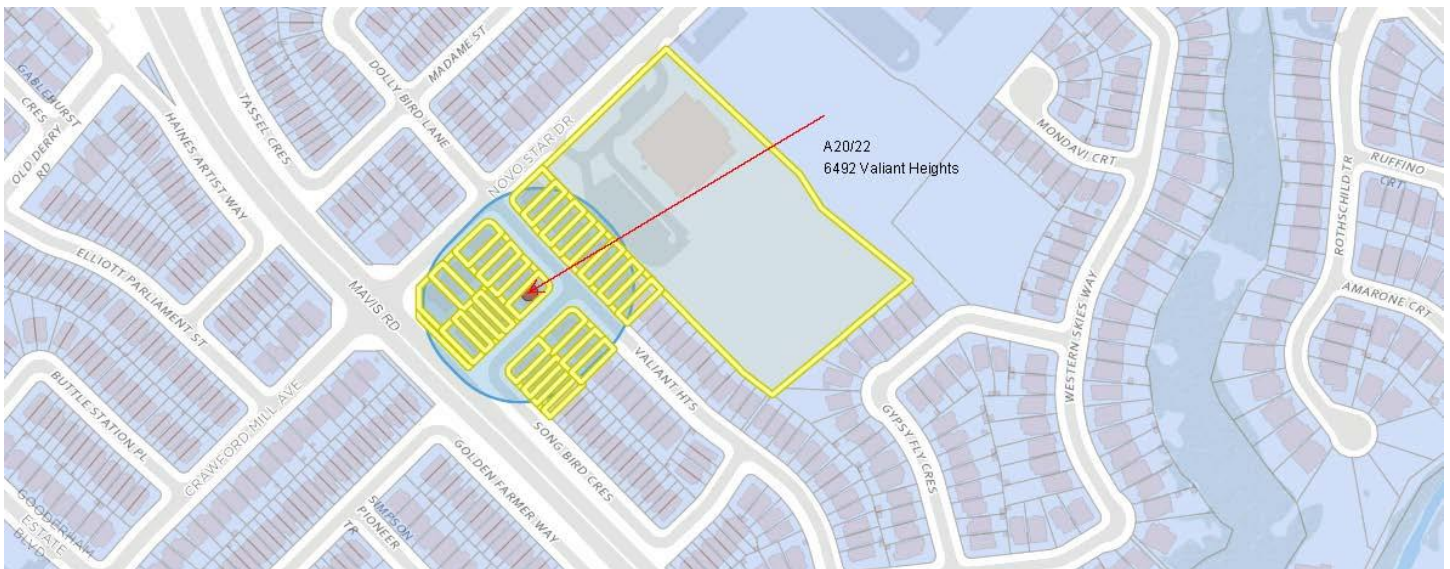 MADAME ST
DOLLY BIRD LANE
TASSEL CRES
GABLEHURST
CRES
OLD DERRY
RD
HAINES ARTIST WAY
NOVO STAR DR
A20/22
6492 Valiant Heights
MONDAVI CRT
RUFFINO
CRT
ROTHSCHILD TR
ELLIOTT PARLIAMENT ST
MAVIS RD
AMARONE CRT
WESTERN SKIES WAY
VALIANT HTS
BUTTLE STATION PL
CRAWFORD MILL AVE
SONG BIRD CRES
GYPSY FLY CRES
GOLDEN FARMER WAY
SIMPSON
PIONEER
TR
GOODERHAM
ESTATE
BLVD